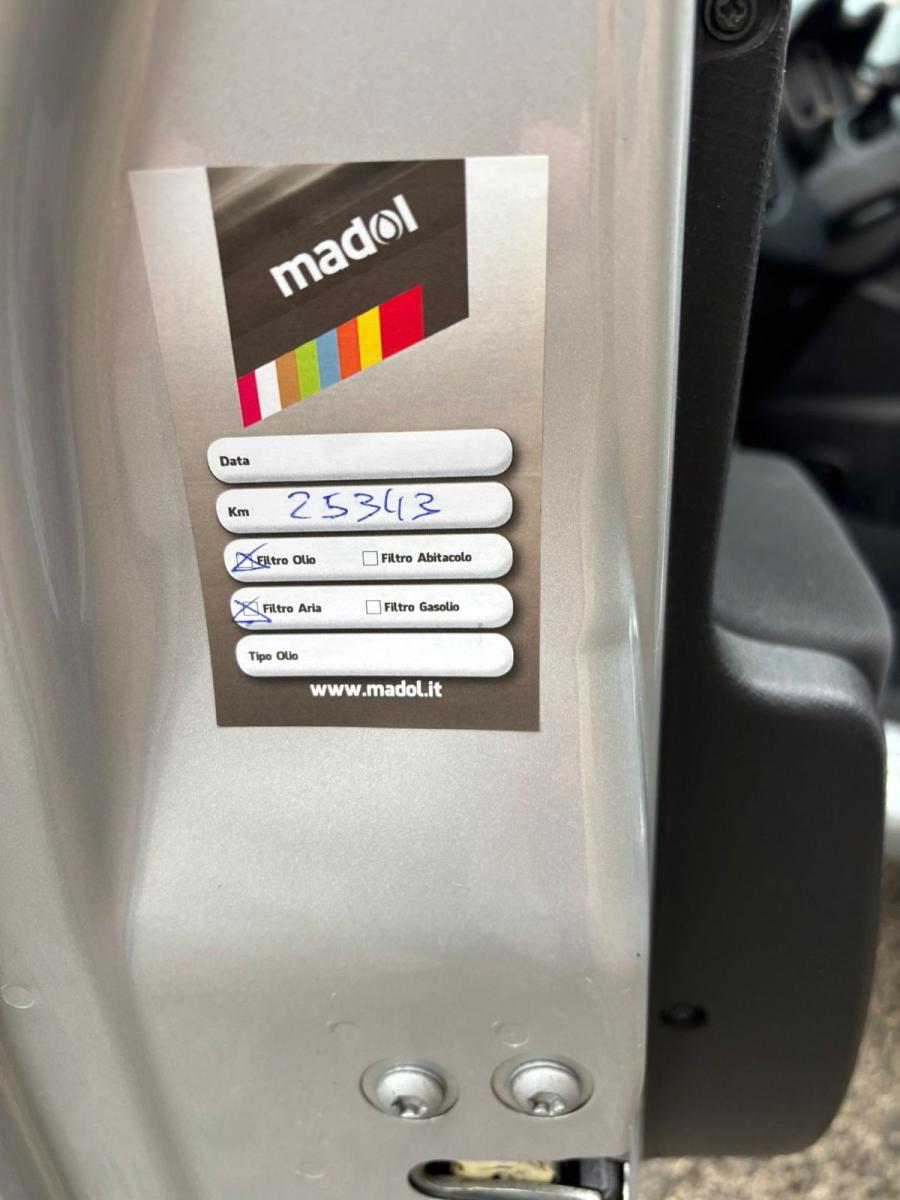 madol
Data
Km 25343
Filtro Olio Filtro Abitacolo
Filtro Aria Filtro Gasolio
Tipo Olio
www.madol.it